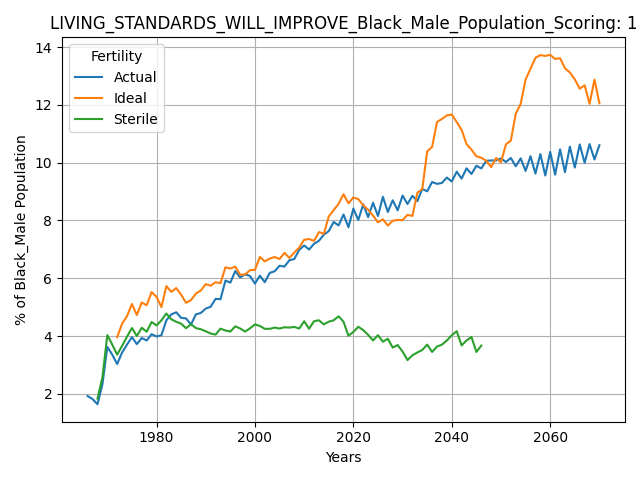 LIVING_STANDARDS_WILL_IMPROVE_Black_Male_Population_Scoring: 1
Fertility
Actual
Ideal
Sterile
% of Black_Male Population
14
12
10
8
6
4
2
1980
2000
2020
2040
2060
Years